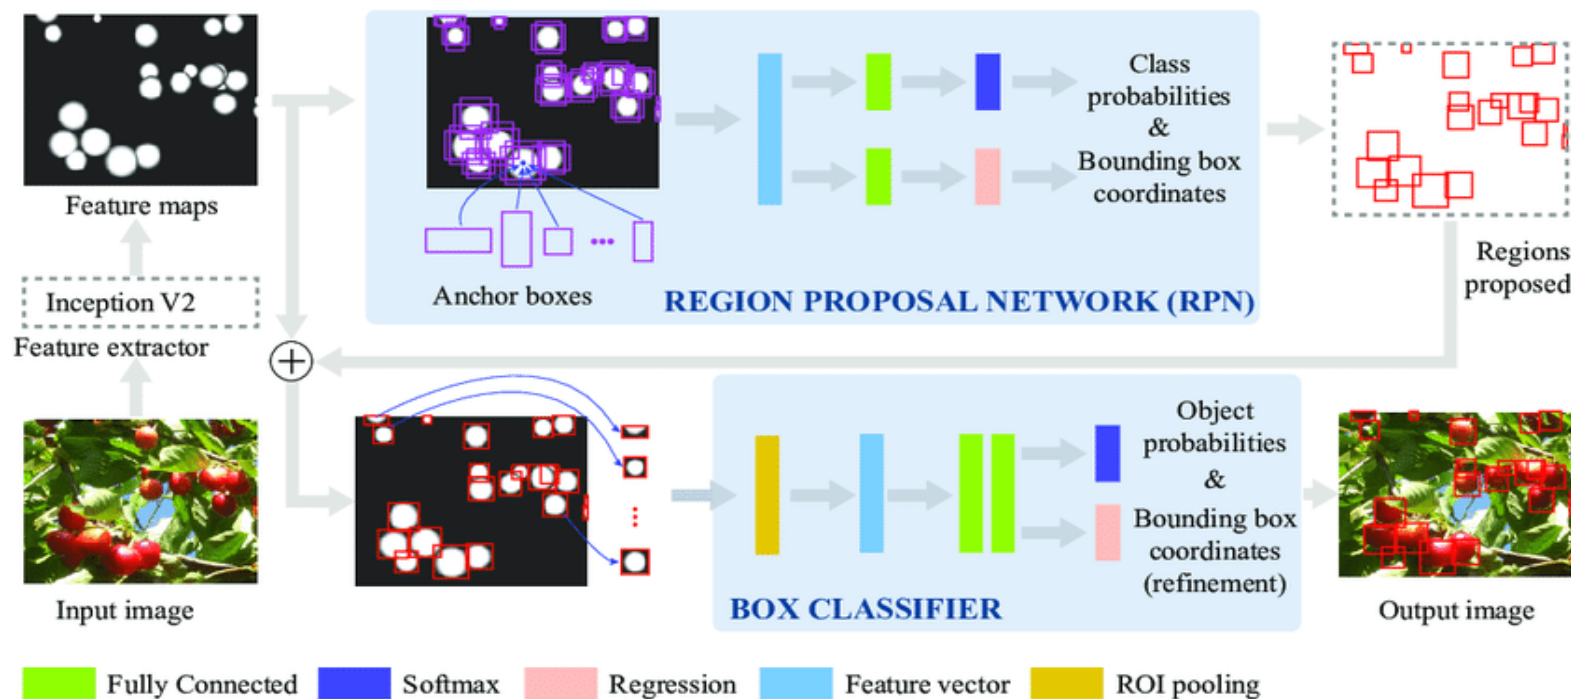 Feature maps
Inception V2
Feature extractor
Input image
Anchor boxes
Class
probabilities
&
Bounding box
coordinates
REGION PROPOSAL NETWORK (RPN)
Regions
proposed
Object
probabilities
&
Bounding box
coordinates
(refinement)
BOX CLASSIFIER
Output image
Fully Connected
Softmax
Regression
Feature vector
ROI pooling